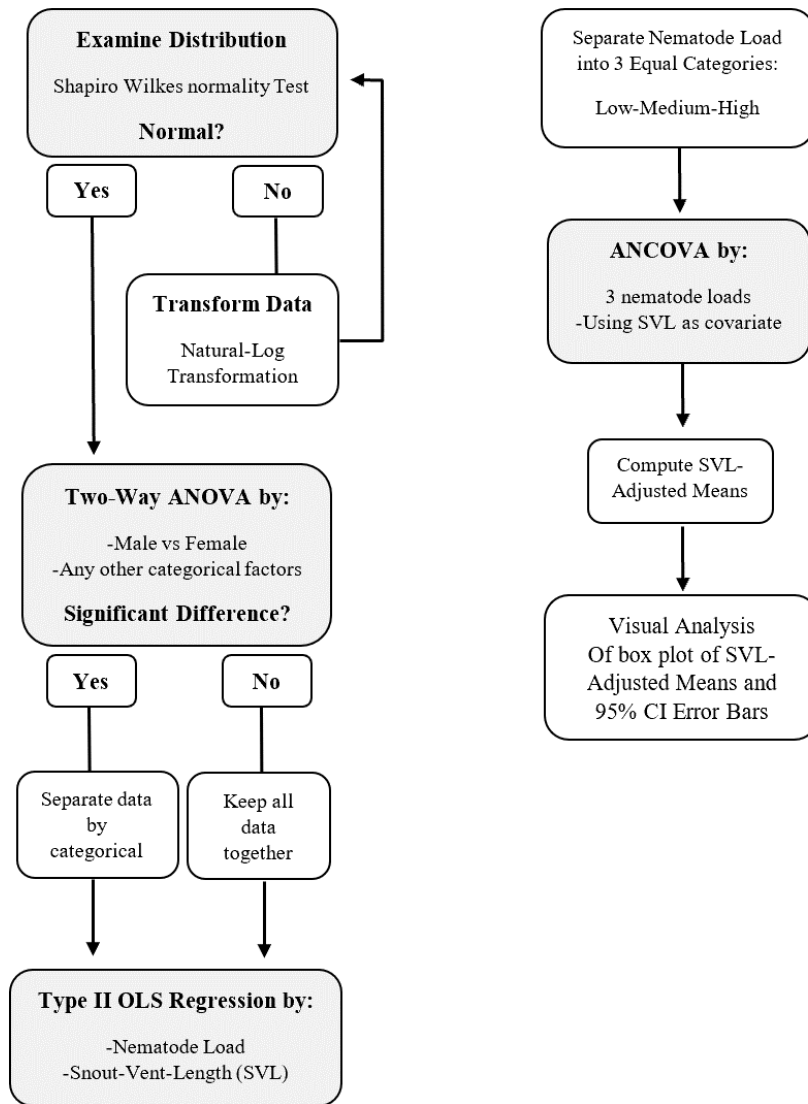 Examine Distribution
Shapiro Wilkes normality Test
Normal?
Yes
No
Transform Data
Natural-Log
Transformation
Two-Way ANOVA by:
-Male vs Female
-Any other categorical factors
Significant Difference?
Yes
No
Separate data
by
categorical
Keep all
data
together
Type II OLS Regression by:
-Nematode Load
-Snout-Vent-Length (SVL)
Separate Nematode Load
into 3 Equal Categories:
Low-Medium-High
ANCOVA by:
3 nematode loads
-Using SVL as covariate
Compute SVL-
Adjusted Means
Visual Analysis
Of box plot of SVL-
Adjusted Means and
95% CI Error Bars